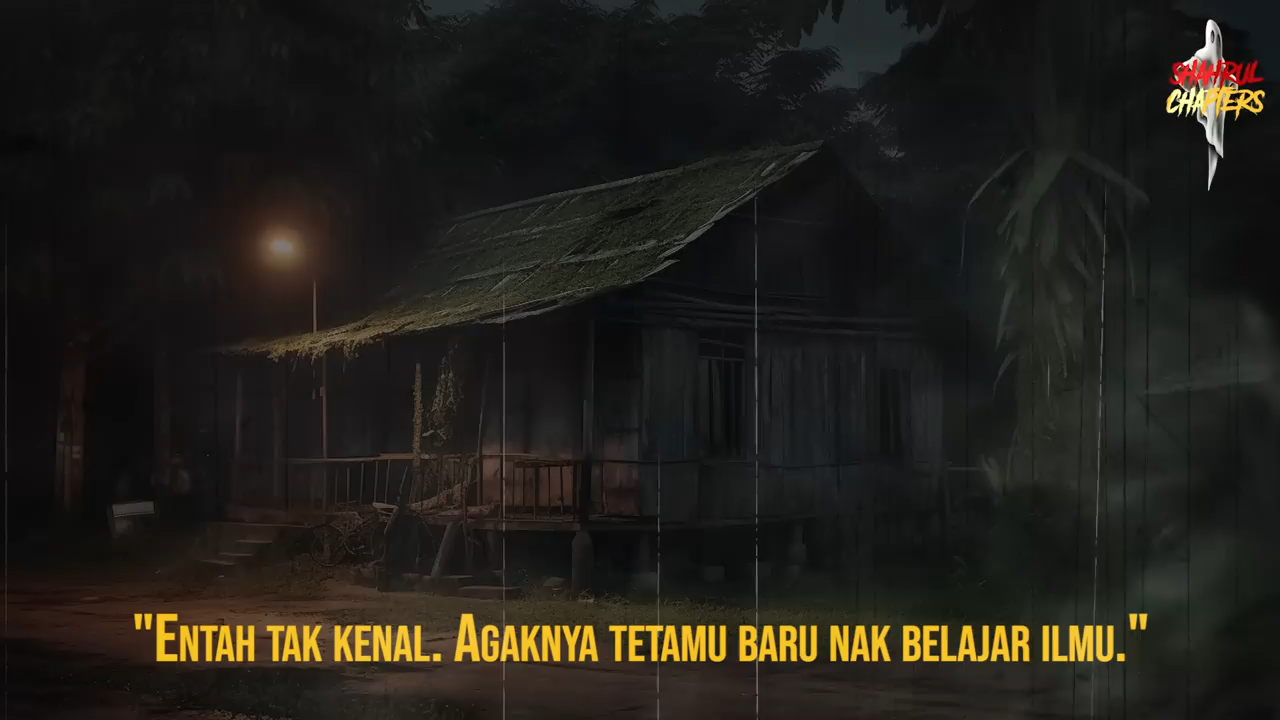 SHAHRUL
CHAPTERS
"ENTAH TAK KENAL. AGAKNYA TETAMU BARU NAK BELAJAR ILMU."